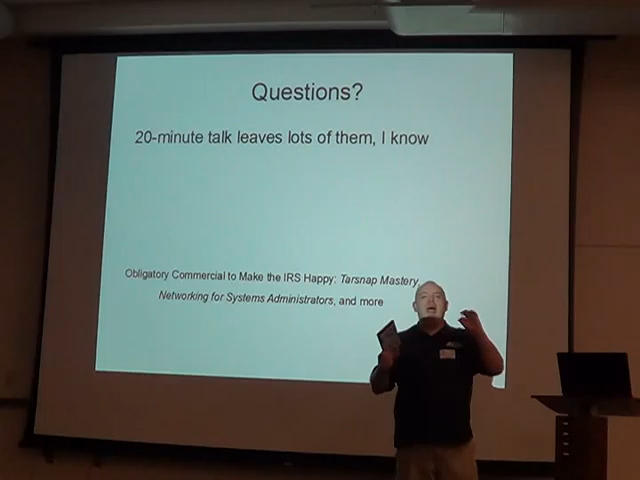 Questions?
20-minute talk leaves lots of them, I know
Obligatory Commercial to Make the IRS Happy: Tarsnap Mastery,
Networking for Systems Administrators, and more